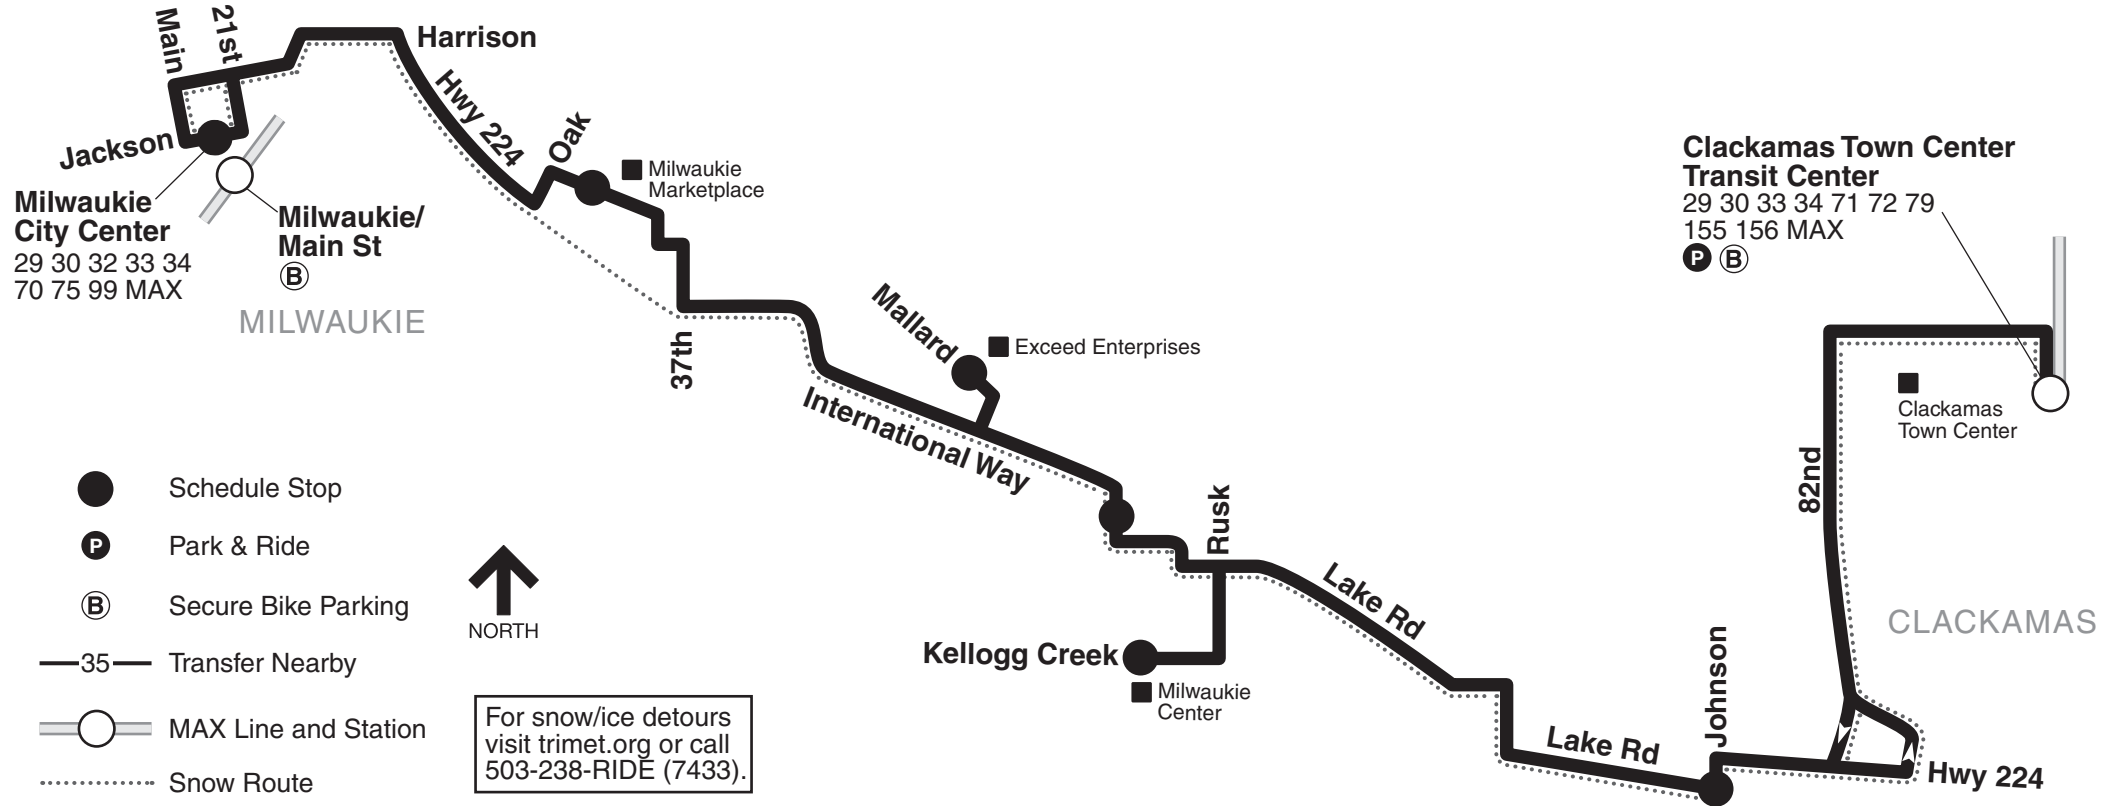 Main
21st
Harrison
Hwy 224
Oak
Jackson
Milwaukie
Marketplace
Milwaukie
City Center
29 30 32 33 34
70 75 99 MAX
Milwaukie/
Main St
B
MILWAUKIE
37th
Mallard
Exceed Enterprises
International Way
Clackamas Town Center
Transit Center
29 30 33 34 71 72 79
155 156 MAX
P B
Clackamas
Town Center
82nd
Rusk
Lake Rd
CLACKAMAS
Kellogg Creek
Milwaukie
Center
Johnson
Lake Rd
Hwy 224
Schedule Stop
P Park & Ride
B Secure Bike Parking
35 Transfer Nearby
MAX Line and Station
Snow Route
NORTH
For snow/ice detours
visit trimet.org or call
503-238-RIDE (7433).